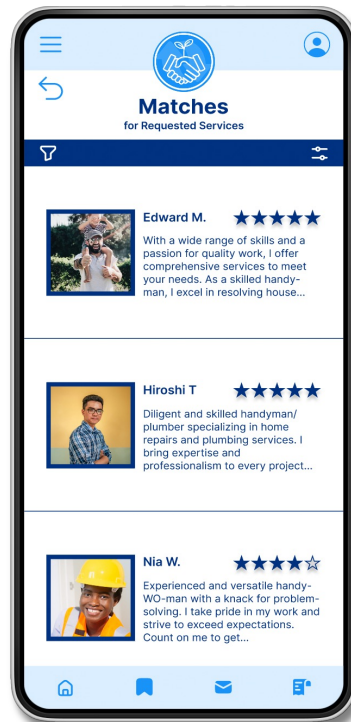 Matches
for Requested Services
Edward M.
With a wide range of skills and a
passion for quality work, I offer
comprehensive services to meet
your needs. As a skilled handy-
man, I excel in resolving house...
Hiroshi T
Diligent and skilled handyman/
plumber specializing in home
repairs and plumbing services. I
bring expertise and
professionalism to every project...
Nia W.
Experienced and versatile handy-
WO-man with a knack for problem-
solving. I take pride in my work and
strive to exceed expectations.
Count on me to get...